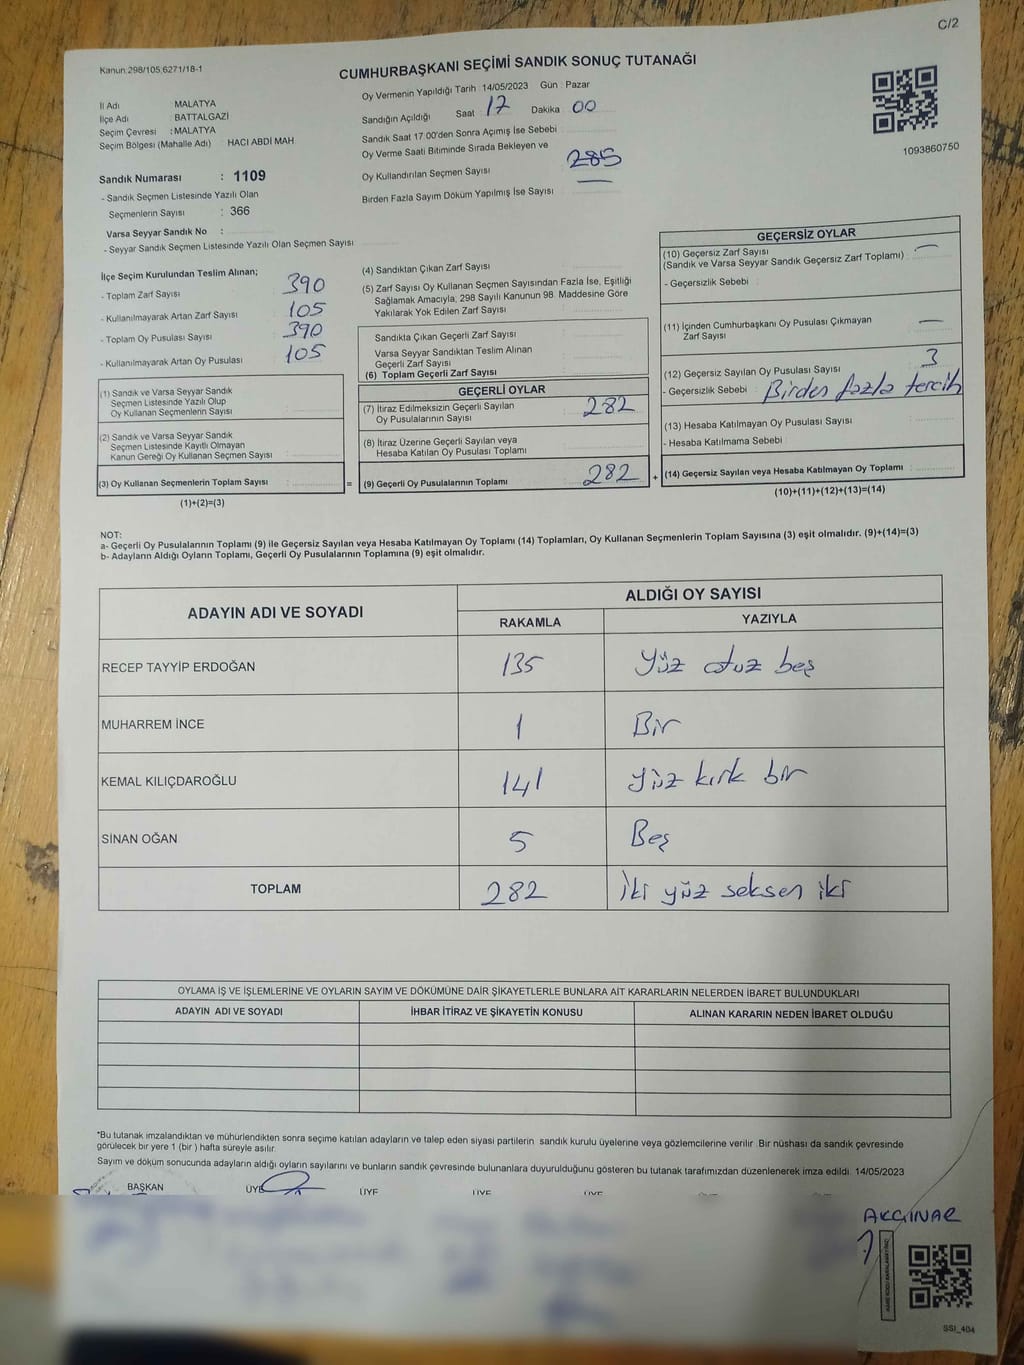 C/2
Kanun:298/105,6271/18-1
CUMHURBAŞKANI SEÇİMİ SANDIK SONUÇ TUTANAĞI
İl Adı MALATYA
İlçe Adı BATTALGAZİ
Seçim Çevresi : MALATYA
Seçim Bölgesi (Mahalle Adı) HACI ABDİ MAH
Oy Vermenin Yapıldığı Tarih 14/05/2023 Gün Pazar
Sandığın Açıldığı Saat 17 Dakika 00
Sandık Saat 17:00'den Sonra Açımış İse Sebebi
Oy Verme Saati Bitiminde Sırada Bekleyen ve
Oy Kullandırılan Seçmen Sayısı 285
Birden Fazla Sayım Döküm Yapılmış İse Sayısı
1093860750
Sandık Numarası : 1109
- Sandık Seçmen Listesinde Yazılı Olan
Seçmenlerin Sayısı : 366
Varsa Seyyar Sandık No :
- Seyyar Sandık Seçmen Listesinde Yazılı Olan Seçmen Sayısı
İlçe Seçim Kurulundan Teslim Alınan;
- Toplam Zarf Sayısı 390
- Kullanılmayarak Artan Zarf Sayısı 105
- Toplam Oy Pusulası Sayısı 390
- Kullanılmayarak Artan Oy Pusulası 105
(1) Sandık ve Varsa Seyyar Sandık
Seçmen Listesinde Yazılı Olup
Oy Kullanan Seçmenlerin Sayısı
(2) Sandık ve Varsa Seyyar Sandık
Seçmen Listesinde Kayıtlı Olmayan
Kanun Gereği Oy Kullanan Seçmen Sayısı
(3) Oy Kullanan Seçmenlerin Toplam Sayısı :
(1)+(2)=(3)
(4) Sandıktan Çıkan Zarf Sayısı
(5) Zarf Sayısı Oy Kullanan Seçmen Sayısından Fazla İse, Eşitliği
Sağlamak Amacıyla, 298 Sayılı Kanunun 98. Maddesine Göre
Yakılarak Yok Edilen Zarf Sayısı
Sandıkta Çıkan Geçerli Zarf Sayısı
Varsa Seyyar Sandıktan Teslim Alınan
Geçerli Zarf Sayısı
(6) Toplam Geçerli Zarf Sayısı
GEÇERLİ OYLAR
(7) İtiraz Edilmeksizin Geçerli Sayılan
Oy Pusulalarının Sayısı 282
(8) İtiraz Üzerine Geçerli Sayılan veya
Hesaba Katılan Oy Pusulası Toplamı
= (9) Geçerli Oy Pusulalarının Toplamı 282
GEÇERSİZ OYLAR
(10) Geçersiz Zarf Sayısı
(Sandık ve Varsa Seyyar Sandık Geçersiz Zarf Toplamı) —
- Geçersizlik Sebebi
(11) İçinden Cumhurbaşkanı Oy Pusulası Çıkmayan
Zarf Sayısı —
(12) Geçersiz Sayılan Oy Pusulası Sayısı 3
- Geçersizlik Sebebi Birden fazla tercih
(13) Hesaba Katılmayan Oy Pusulası Sayısı
- Hesaba Katılmama Sebebi
+ (14) Geçersiz Sayılan veya Hesaba Katılmayan Oy Toplamı
(10)+(11)+(12)+(13)=(14)
NOT:
a- Geçerli Oy Pusulalarının Toplamı (9) ile Geçersiz Sayılan veya Hesaba Katılmayan Oy Toplamı (14) Toplamları, Oy Kullanan Seçmenlerin Toplam Sayısına (3) eşit olmalıdır. (9)+(14)=(3)
b- Adayların Aldığı Oyların Toplamı, Geçerli Oy Pusulalarının Toplamına (9) eşit olmalıdır.
ADAYIN ADI VE SOYADI ALDIĞI OY SAYISI
RAKAMLA YAZIYLA
RECEP TAYYİP ERDOĞAN 135 Yüz otuz beş
MUHARREM İNCE 1 Bir
KEMAL KILIÇDAROĞLU 141 Yüz kırk bir
SİNAN OĞAN 5 Beş
TOPLAM 282 İki yüz seksen iki
OYLAMA İŞ VE İŞLEMLERİNE VE OYLARIN SAYIM VE DÖKÜMÜNE DAİR ŞİKAYETLERLE BUNLARA AİT KARARLARIN NELERDEN İBARET BULUNDUKLARI
ADAYIN ADI VE SOYADI İHBAR İTİRAZ VE ŞİKAYETİN KONUSU ALINAN KARARIN NEDEN İBARET OLDUĞU
*Bu tutanak imzalandıktan ve mühürlendikten sonra seçime katılan adayların ve talep eden siyasi partilerin sandık kurulu üyelerine veya gözlemcilerine verilir Bir nüshası da sandık çevresinde
görülecek bir yere 1 (bir) hafta süreyle asılır.
Sayım ve döküm sonucunda adayların aldığı oyların sayılarını ve bunların sandık çevresinde bulunanlara duyurulduğunu gösteren bu tutanak tarafımızdan düzenlenerek imza edildi. 14/05/2023
BAŞKAN ÜYE ÜYE ÜYE ÜYE
AKÇINAR
SSI_404